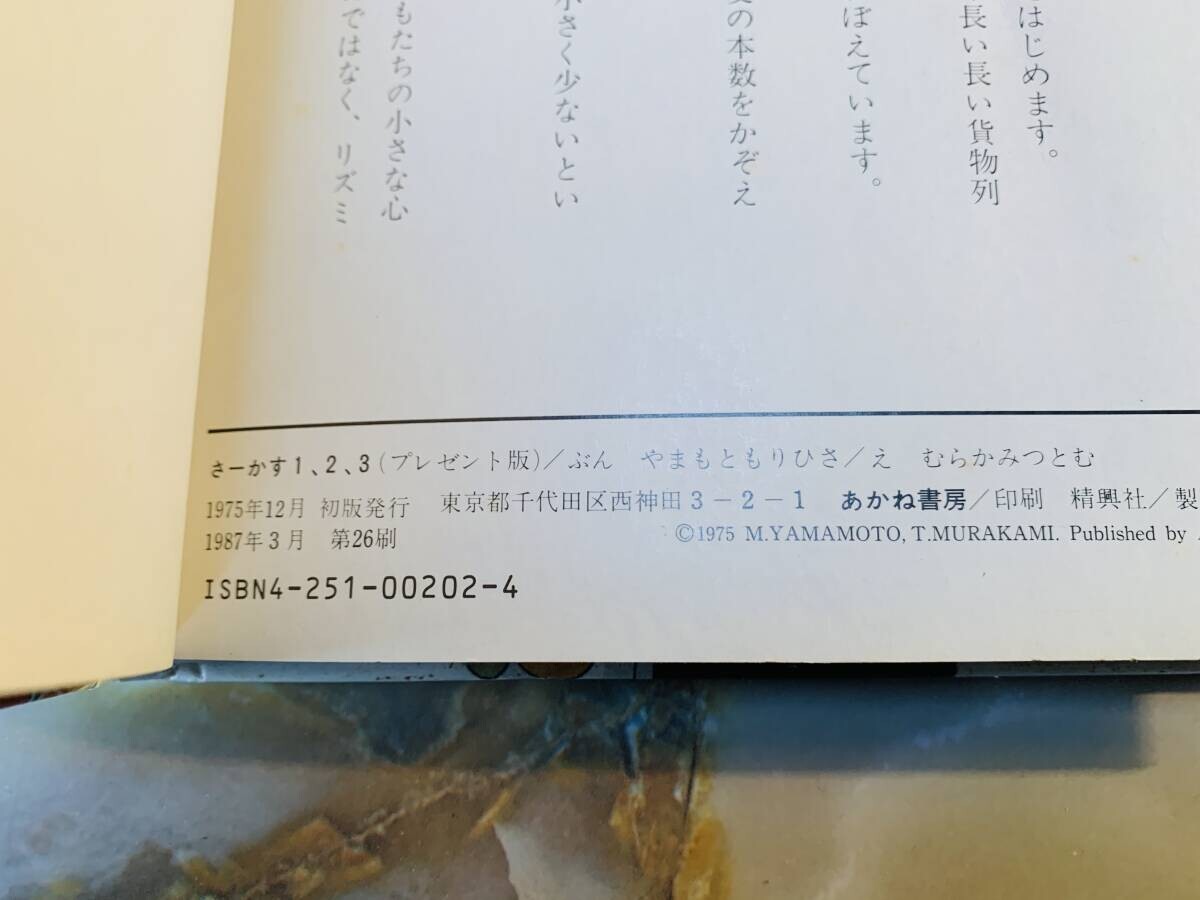 はじめます。
長い長い貨物列
ぼえています。
の本数をかぞえ
小さく少ないとい
もたちの小さな心
ではなく、リズミ
さーかす1、2、3(プレゼント版)/ぶん やまもともりひさ/え むらかみつとむ
1975年12月 初版発行 東京都千代田区西神田3-2-1 あかね書房/印刷 精興社/製
1987年3月 第26刷 ©1975 M.YAMAMOTO, T.MURAKAMI. Published by
ISBN4-251-00202-4